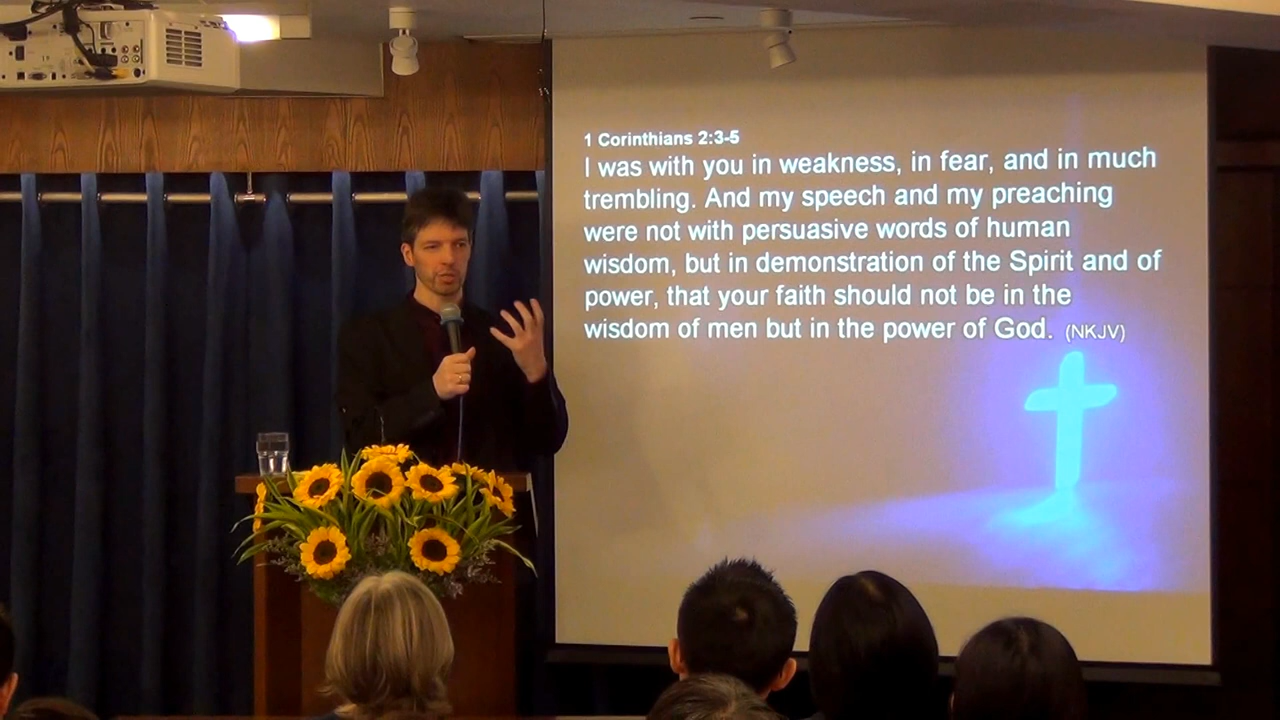 1 Corinthians 2:3-5
I was with you in weakness, in fear, and in much
trembling. And my speech and my preaching
were not with persuasive words of human
wisdom, but in demonstration of the Spirit and of
power, that your faith should not be in the
wisdom of men but in the power of God. (NKJV)